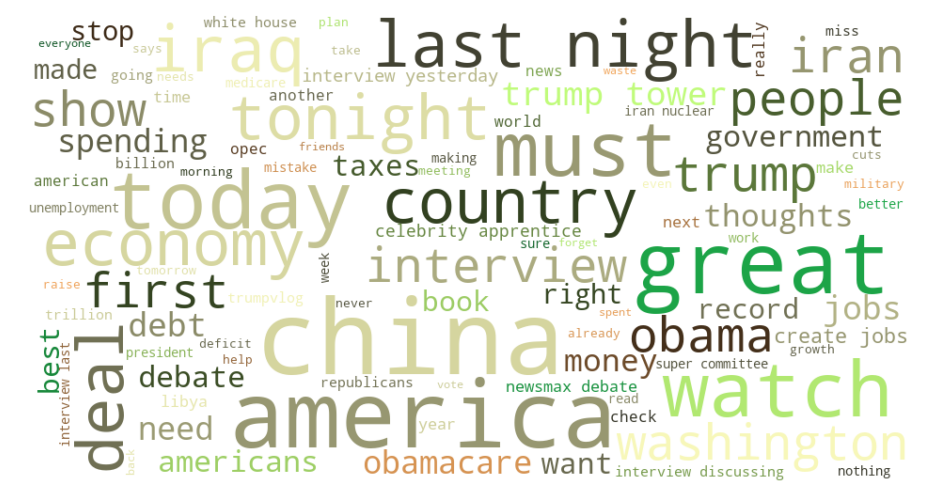 stop
white house
plan
everyone
says
iraq
take
last night
really
miss
iran
made
going
needs
medicare
interview yesterday
news
waste
show
time
another
tonight
trump tower
people
world
iran nuclear
spending
opec
friends
must
government
billion
morning
mistake
taxes
making
meeting
cuts
trump
make
american
today
country
even
military
unemployment
better
next
thoughts
economy
celebrity apprentice
sure
forget
work
great
tomorrow
week
interview
raise
first
trumpvlog
never
book
right
record
jobs
trillion
debt
china
spent
deal
best
president
deficit
help
already
obama
create jobs
growth
interview last
debate
money
super committee
republicans
vote
newsmax debate
watch
libya
america
read
need
year
check
washington
back
americans
obamacare
want
interview discussing
nothing